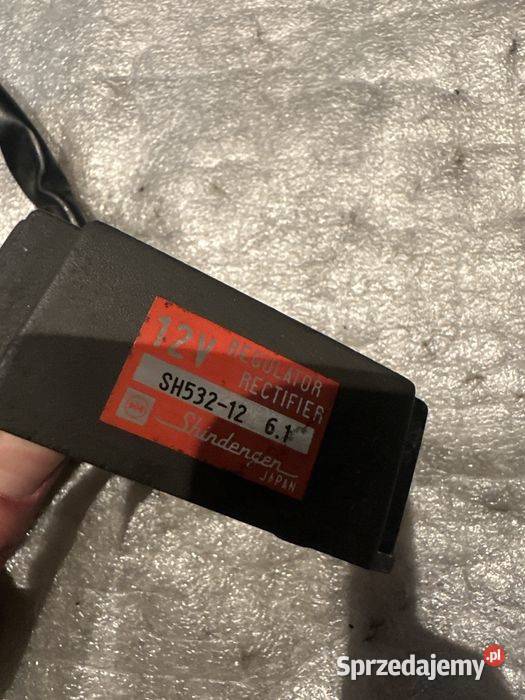 12V REGULATOR
RECTIFIER
SH532-12 6.1
Shindengen
JAPAN
Sprzedajemy.pl